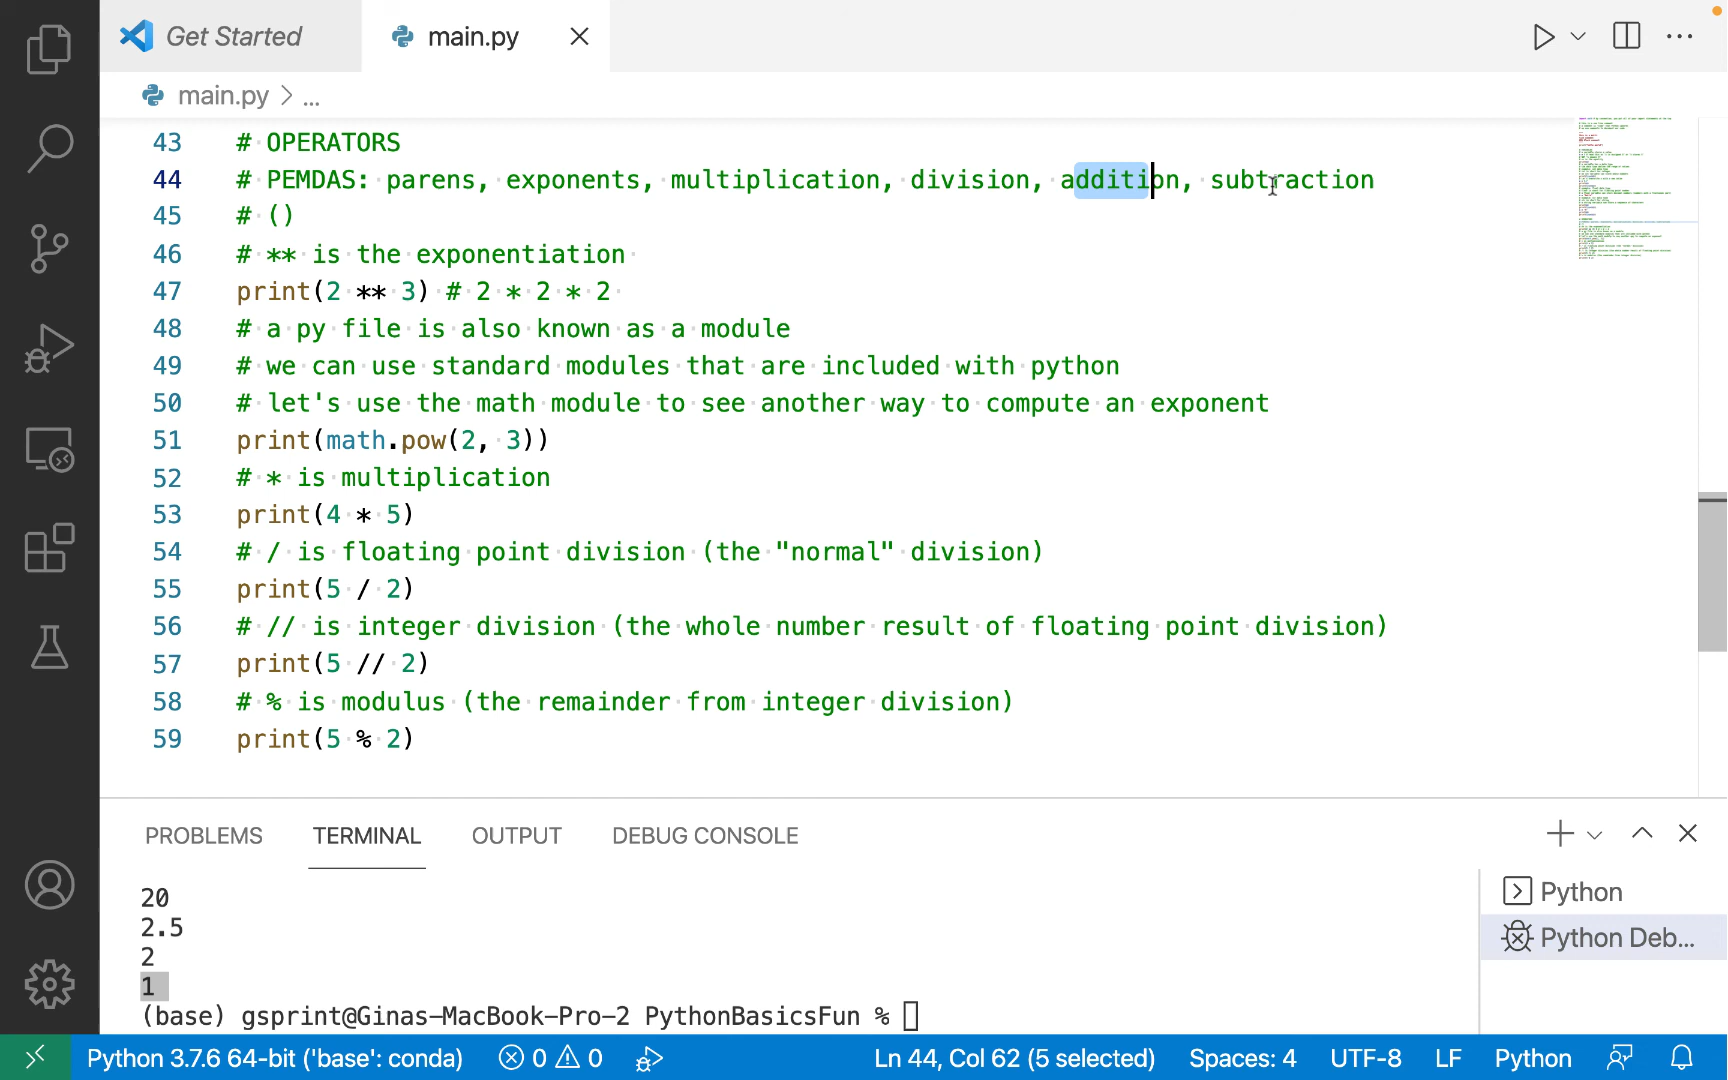 Get Started
main.py
main.py > ...
43 # OPERATORS
44 # PEMDAS: parens, exponents, multiplication, division, addition, subtraction
45 # ()
46 # ** is the exponentiation
47 print(2 ** 3) # 2 * 2 * 2
48 # a py file is also known as a module
49 # we can use standard modules that are included with python
50 # let's use the math module to see another way to compute an exponent
51 print(math.pow(2, 3))
52 # * is multiplication
53 print(4 * 5)
54 # / is floating point division (the "normal" division)
55 print(5 / 2)
56 # // is integer division (the whole number result of floating point division)
57 print(5 // 2)
58 # % is modulus (the remainder from integer division)
59 print(5 % 2)
PROBLEMS TERMINAL OUTPUT DEBUG CONSOLE
20
2.5
2
1
(base) gsprint@Ginas-MacBook-Pro-2 PythonBasicsFun %
Python
Python Deb...
Python 3.7.6 64-bit ('base': conda) 0 0 Ln 44, Col 62 (5 selected) Spaces: 4 UTF-8 LF Python